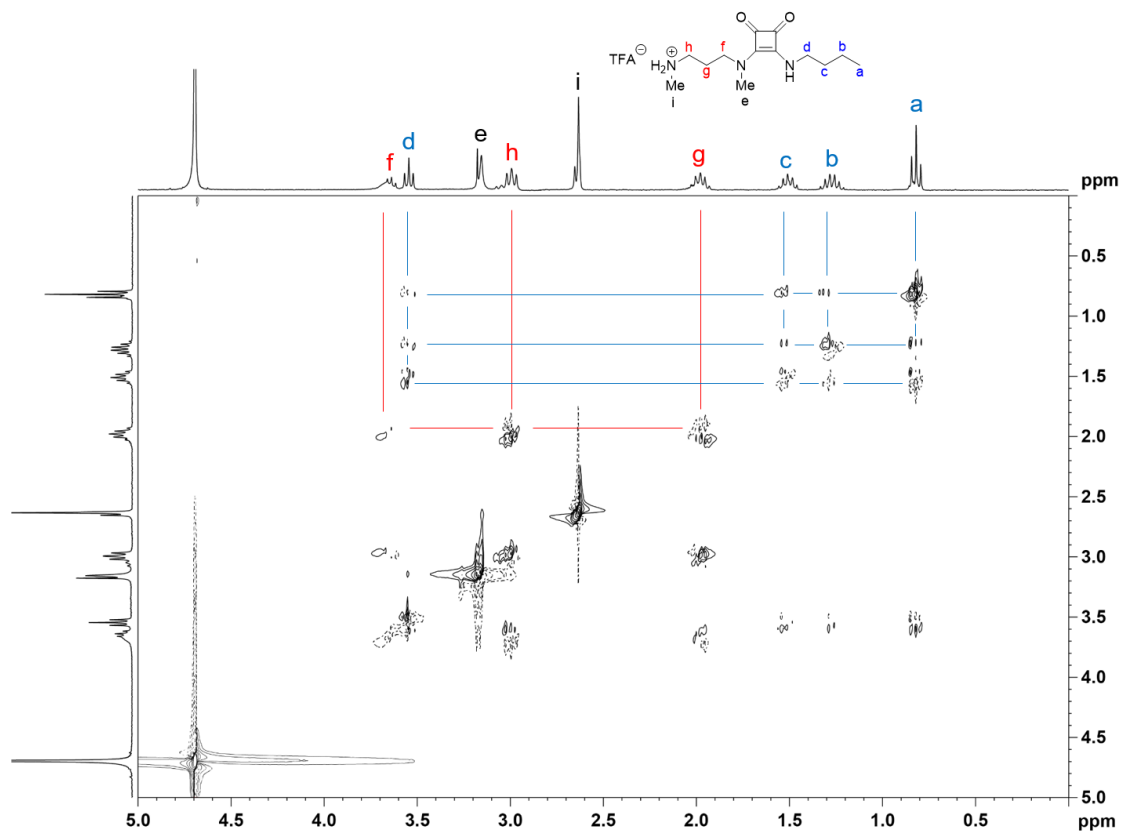 O O
TFA⊖ H₂N⊕ h g f N d b
Me N H c a
i Me
e
f d e h i g c b a
ppm
0.5
1.0
1.5
2.0
2.5
3.0
3.5
4.0
4.5
5.0
5.0 4.5 4.0 3.5 3.0 2.5 2.0 1.5 1.0 0.5 ppm